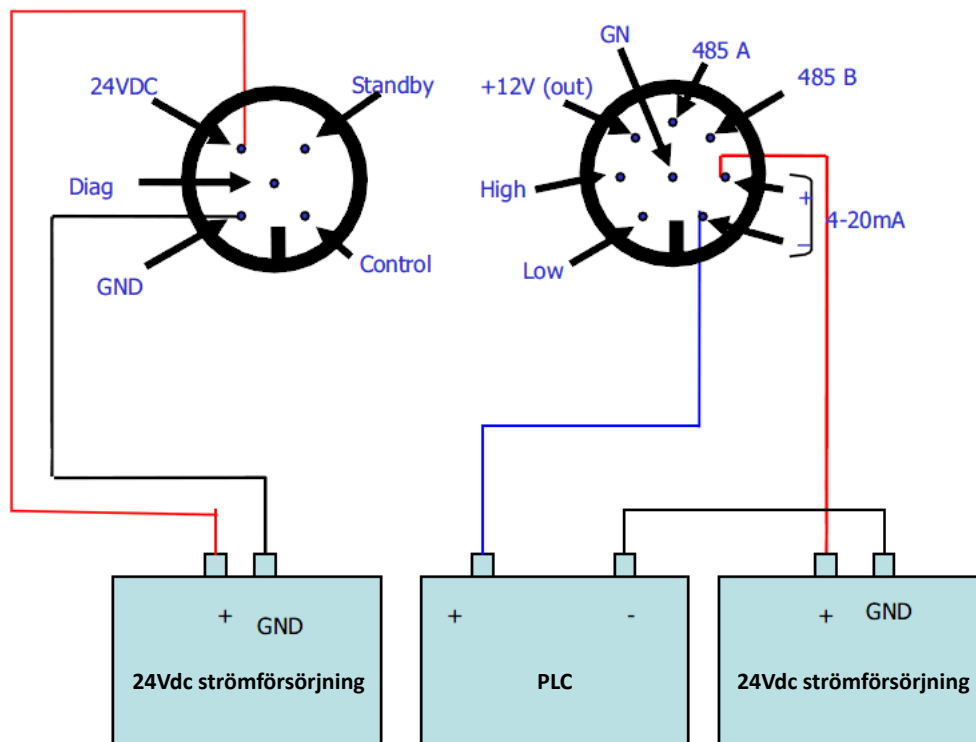 24VDC
Standby
Diag
GND
Control
GN
485 A
485 B
+12V (out)
High
+
4-20mA
–
Low
+
GND
24Vdc strömförsörjning
+
-
PLC
+
GND
24Vdc strömförsörjning